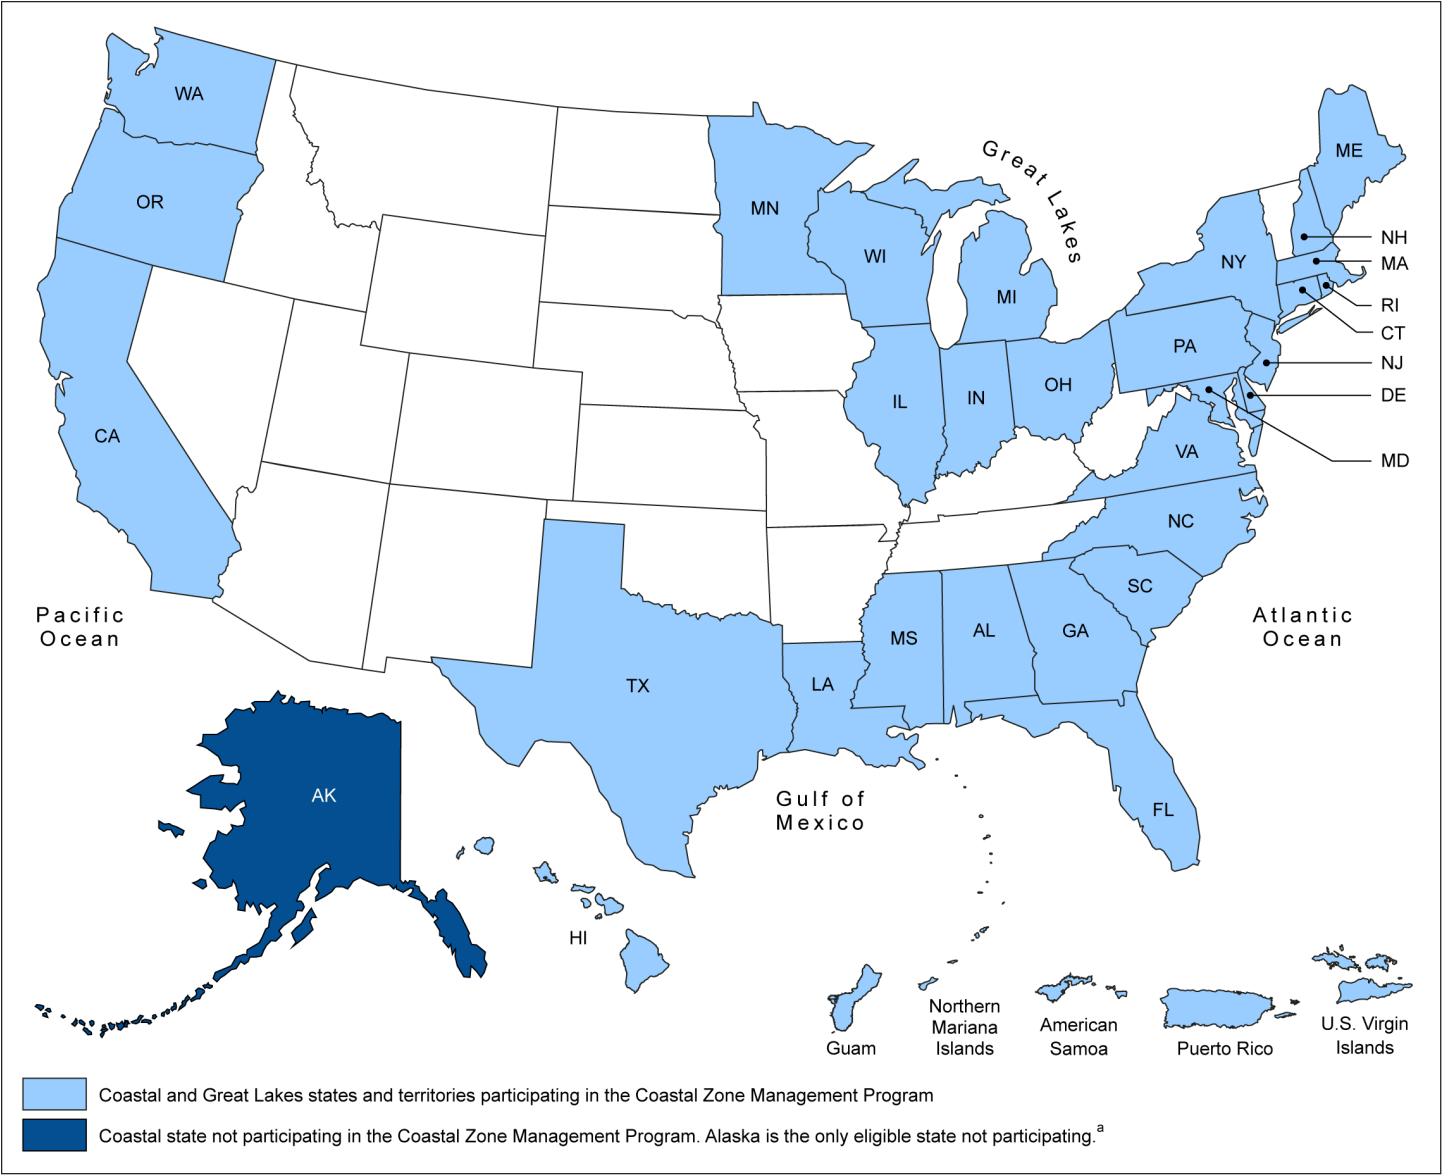 WA
OR
CA
MN
WI
MI
Great Lakes
IL
IN
OH
PA
NY
ME
NH
MA
RI
CT
NJ
DE
MD
VA
NC
SC
GA
AL
MS
LA
TX
FL
Pacific
Ocean
Atlantic
Ocean
Gulf of
Mexico
AK
HI
Guam
Northern
Mariana
Islands
American
Samoa
Puerto Rico
U.S. Virgin
Islands
Coastal and Great Lakes states and territories participating in the Coastal Zone Management Program
Coastal state not participating in the Coastal Zone Management Program. Alaska is the only eligible state not participating.a